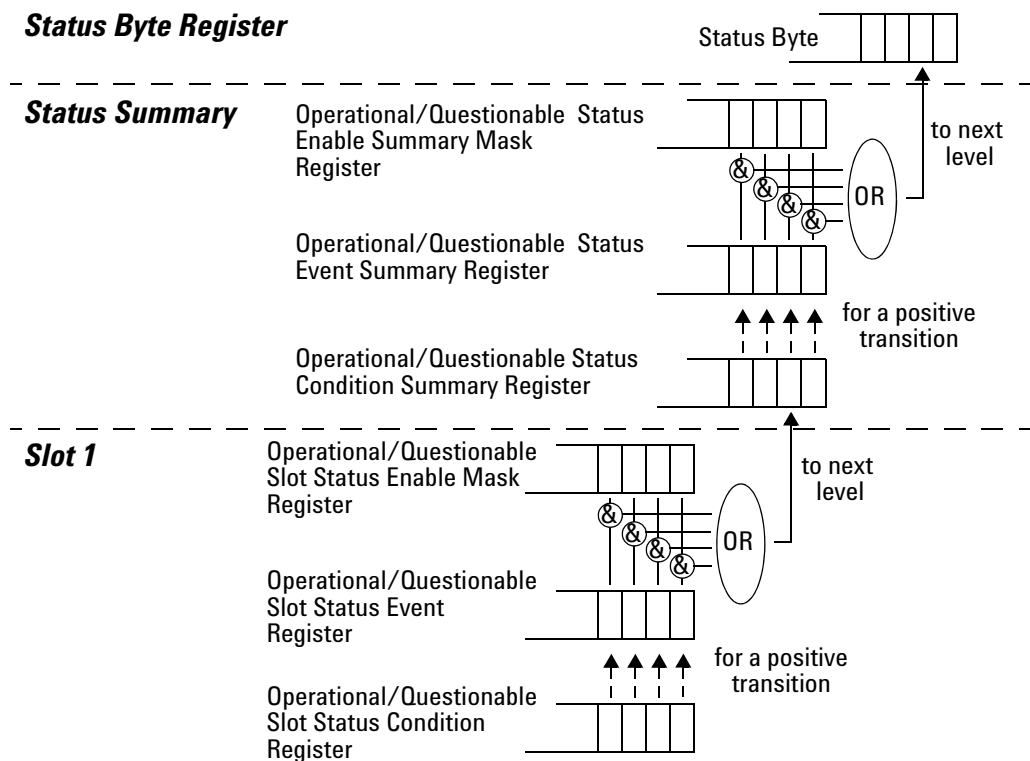 Status Byte Register
Status Byte
Status Summary
Operational/Questionable Status
Enable Summary Mask
Register
to next
level
&
&
&
&
OR
Operational/Questionable Status
Event Summary Register
for a positive
transition
Operational/Questionable Status
Condition Summary Register
Slot 1
Operational/Questionable
Slot Status Enable Mask
Register
to next
level
&
&
&
&
OR
Operational/Questionable
Slot Status Event
Register
for a positive
transition
Operational/Questionable
Slot Status Condition
Register